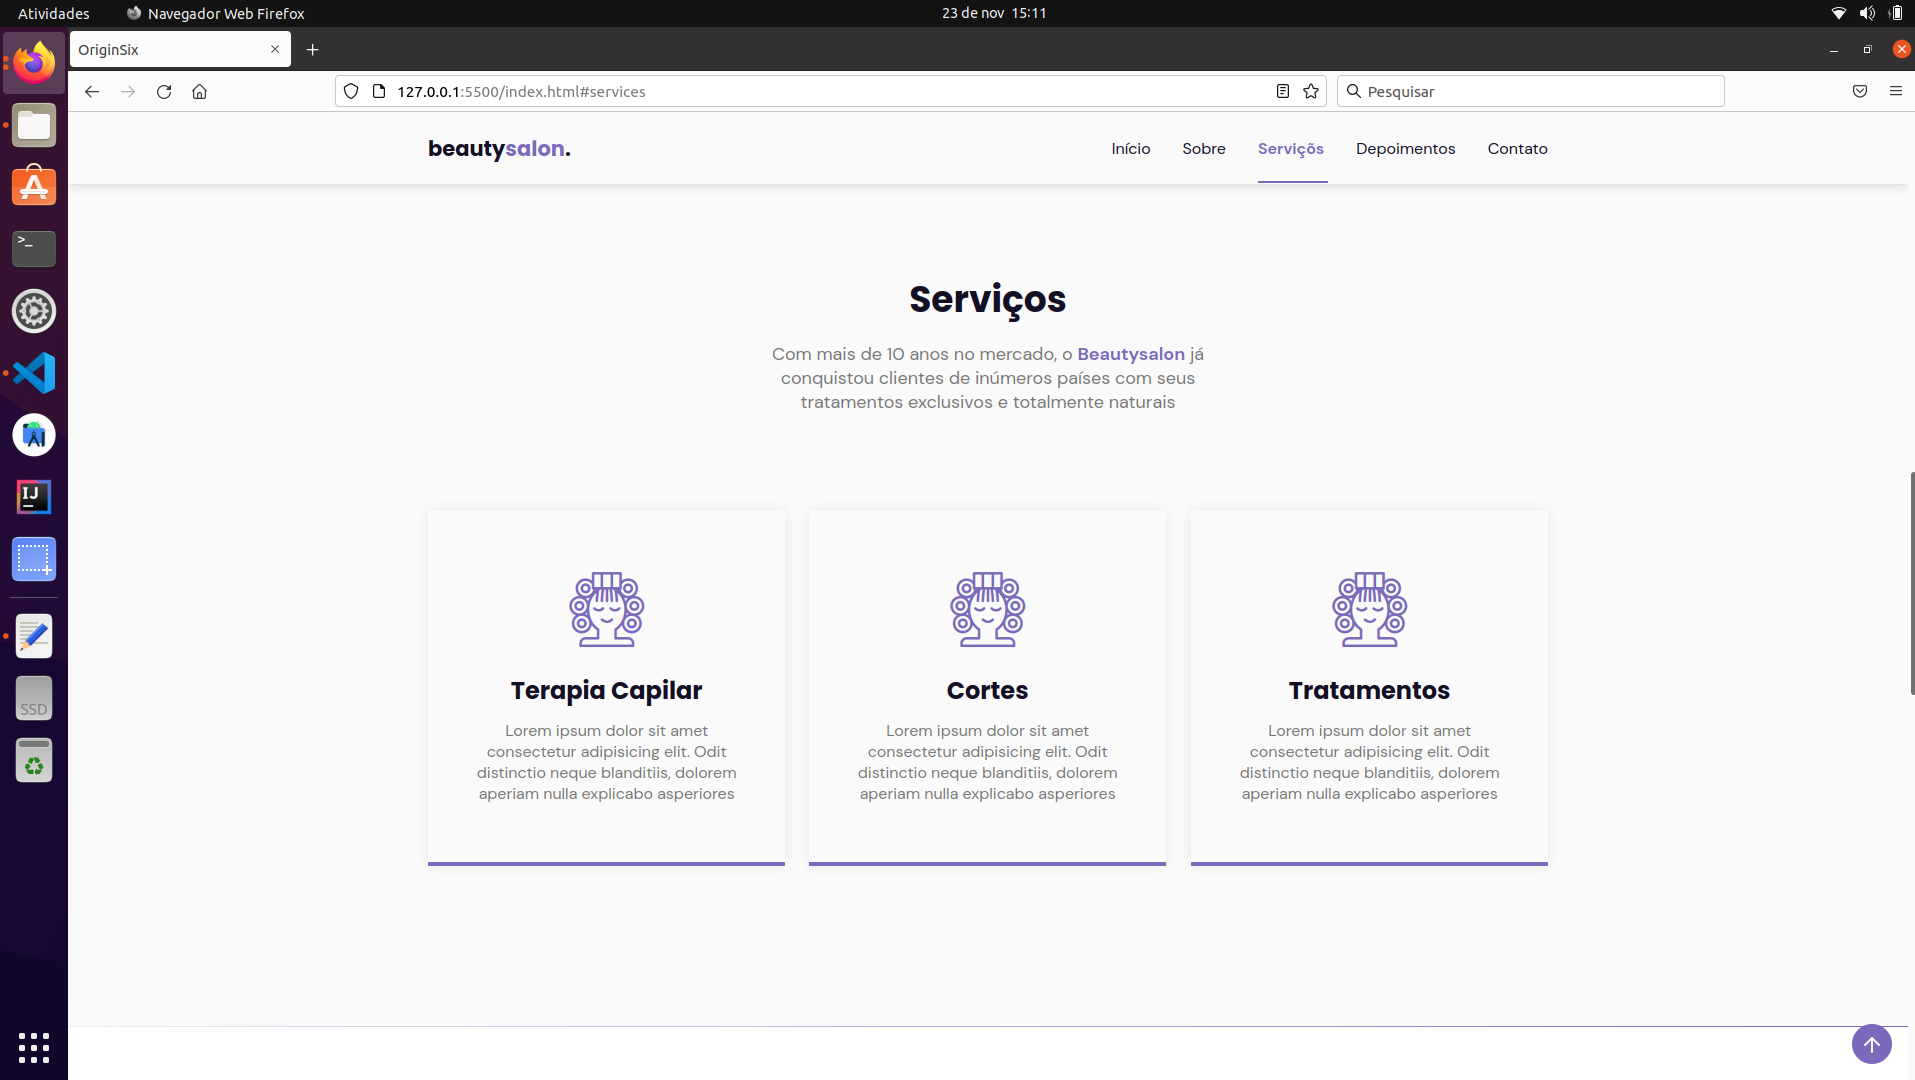 Atividades Navegador Web Firefox 23 de nov 15:11
OriginSix
127.0.0.1:5500/index.html#services Pesquisar
beautysalon. Início Sobre Serviçõs Depoimentos Contato
Serviços
Com mais de 10 anos no mercado, o Beautysalon já
conquistou clientes de inúmeros países com seus
tratamentos exclusivos e totalmente naturais
Terapia Capilar
Lorem ipsum dolor sit amet
consectetur adipisicing elit. Odit
distinctio neque blanditiis, dolorem
aperiam nulla explicabo asperiores
Cortes
Lorem ipsum dolor sit amet
consectetur adipisicing elit. Odit
distinctio neque blanditiis, dolorem
aperiam nulla explicabo asperiores
Tratamentos
Lorem ipsum dolor sit amet
consectetur adipisicing elit. Odit
distinctio neque blanditiis, dolorem
aperiam nulla explicabo asperiores
IJ
SSD